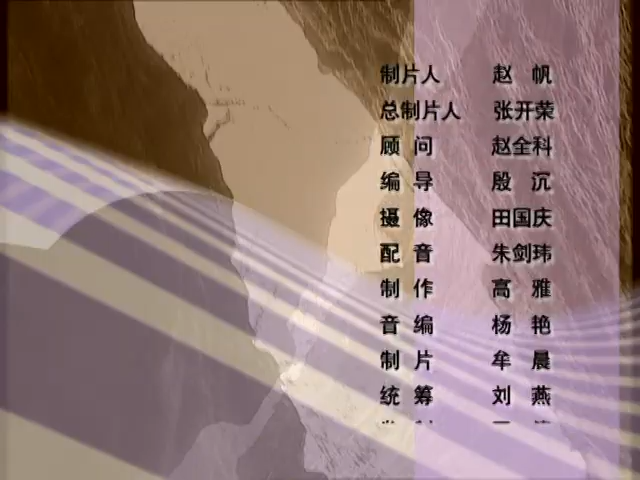 制片人 赵帆
总制片人 张开荣
顾问 赵全科
编导 殷沉
摄像 田国庆
配音 朱剑玮
制作 高雅
音编 杨艳
制片 牟晨
统筹 刘燕